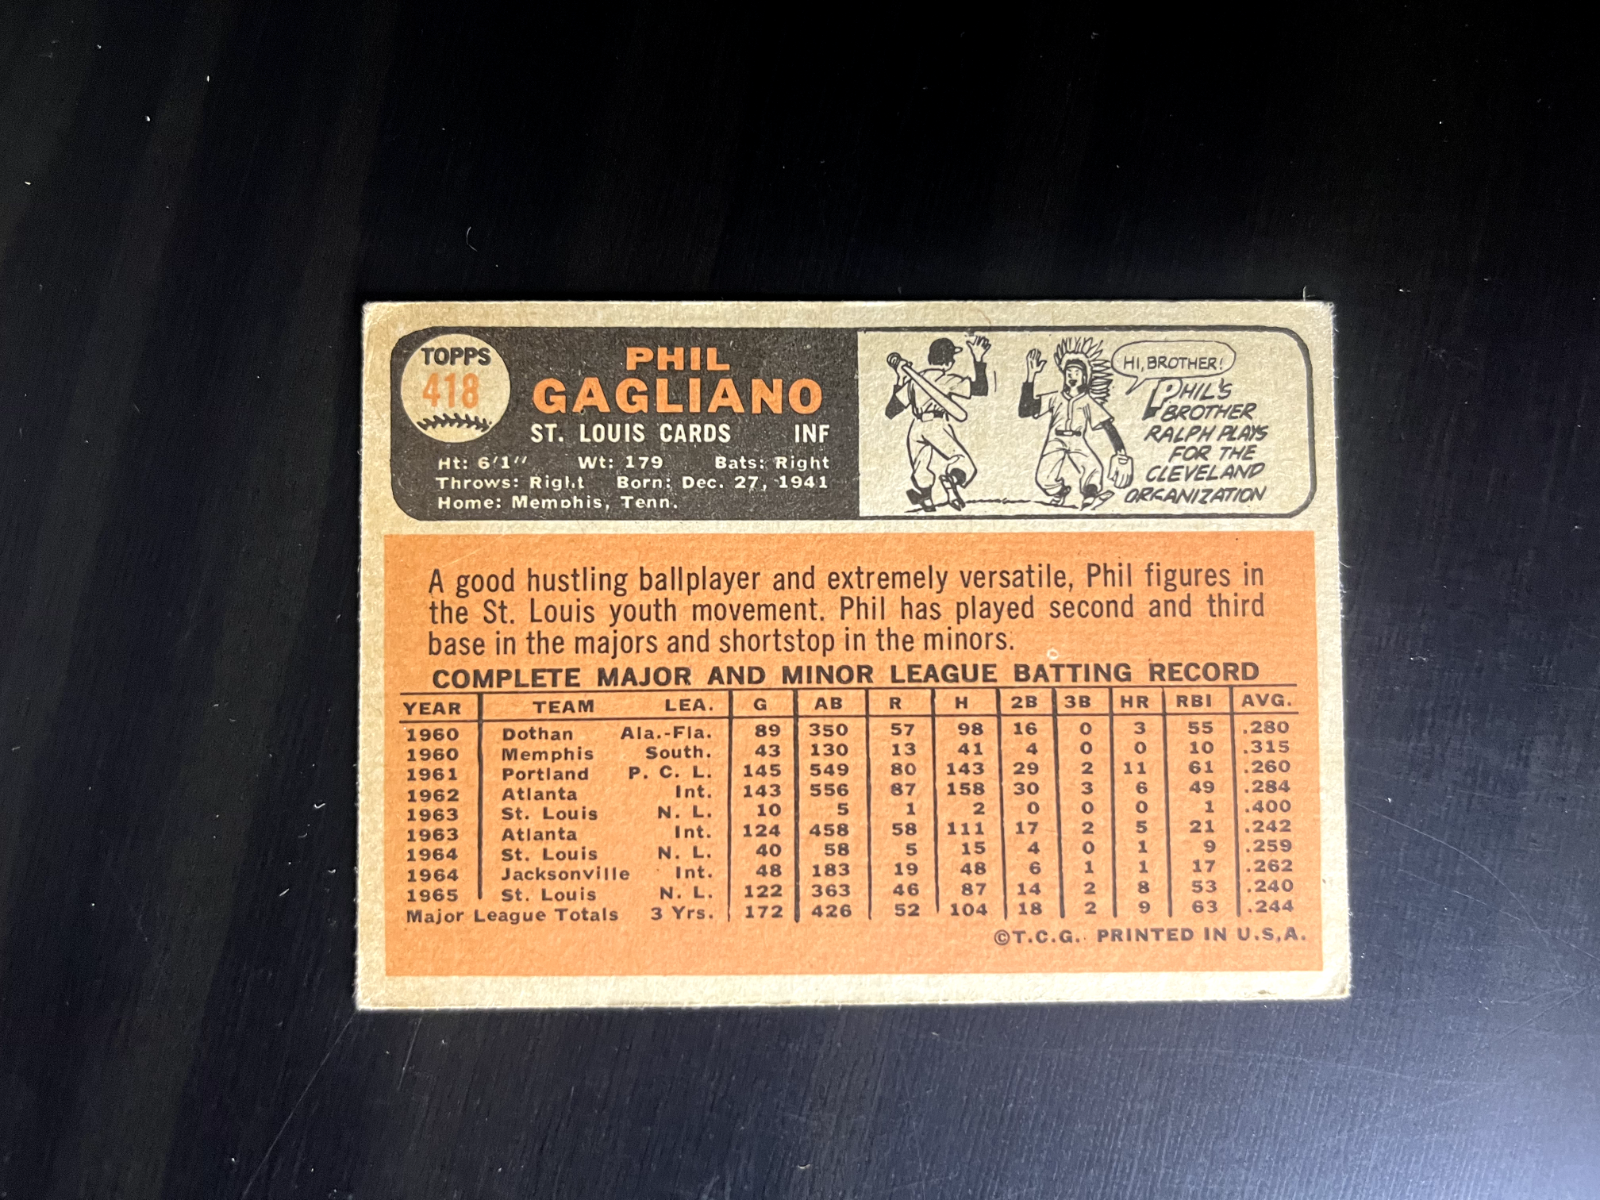 TOPPS
418
PHIL
GAGLIANO
ST. LOUIS CARDS INF
Ht: 6'1" Wt: 179 Bats: Right
Throws: Right Born: Dec. 27, 1941
Home: Memphis, Tenn.
HI, BROTHER!
PHIL'S
BROTHER
RALPH PLAYS
FOR THE
CLEVELAND
ORGANIZATION
A good hustling ballplayer and extremely versatile, Phil figures in
the St. Louis youth movement. Phil has played second and third
base in the majors and shortstop in the minors.
COMPLETE MAJOR AND MINOR LEAGUE BATTING RECORD
YEAR TEAM LEA. G AB R H 2B 3B HR RBI AVG.
1960 Dothan Ala.-Fla. 89 350 57 98 16 0 3 55 .280
1960 Memphis South. 43 130 13 41 4 0 0 10 .315
1961 Portland P. C. L. 145 549 80 143 29 2 11 61 .260
1962 Atlanta Int. 143 556 87 158 30 3 6 49 .284
1963 St. Louis N. L. 10 5 1 2 0 0 0 1 .400
1963 Atlanta Int. 124 458 58 111 17 2 5 21 .242
1964 St. Louis N. L. 40 58 5 15 4 0 1 9 .259
1964 Jacksonville Int. 48 183 19 48 6 1 1 17 .262
1965 St. Louis N. L. 122 363 46 87 14 2 8 53 .240
Major League Totals 3 Yrs. 172 426 52 104 18 2 9 63 .244
©T.C.G. PRINTED IN U.S.A.